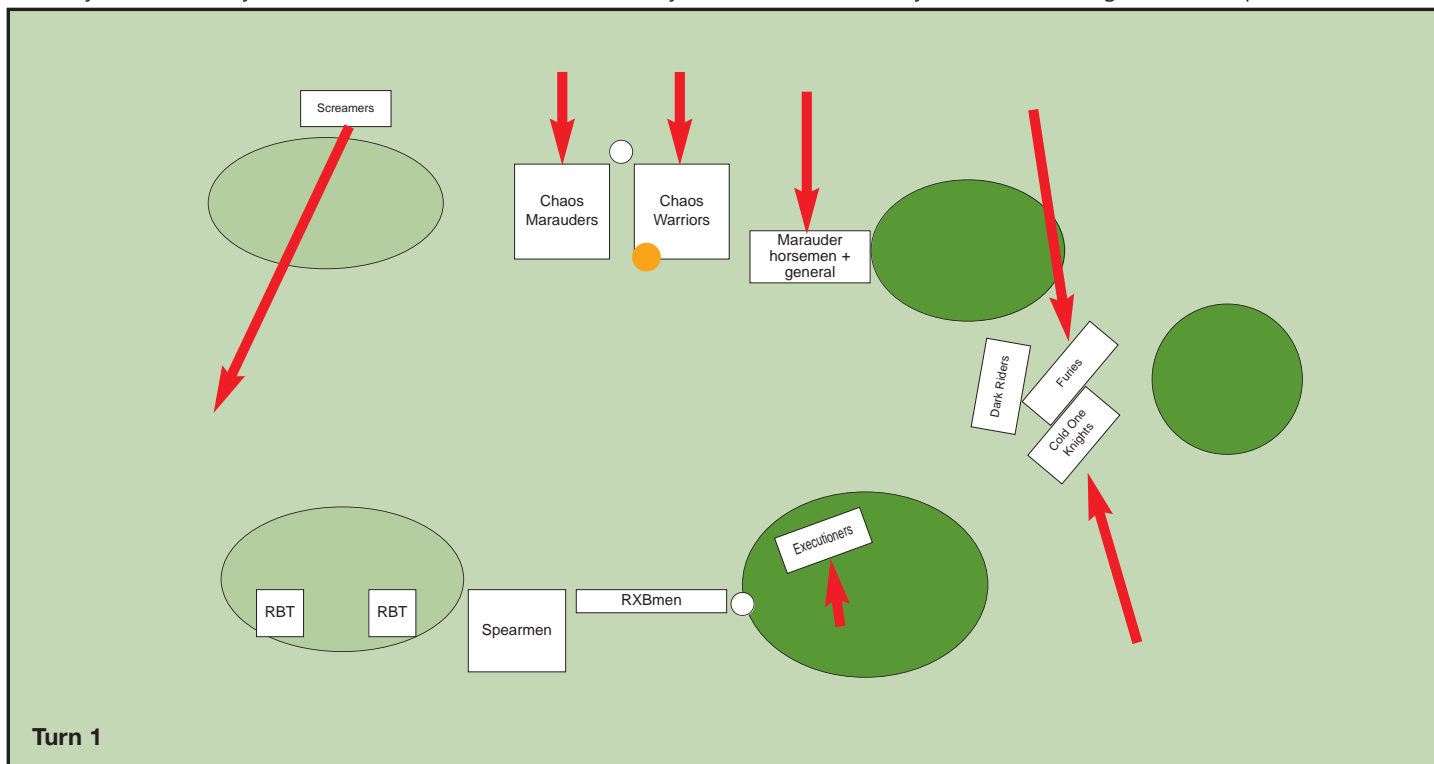 Screamers
Chaos
Marauders
Chaos
Warriors
Marauder
horsemen +
general
Dark Riders
Furies
Cold One
Knights
Executioners
RBT
RBT
Spearmen
RXBmen
Turn 1